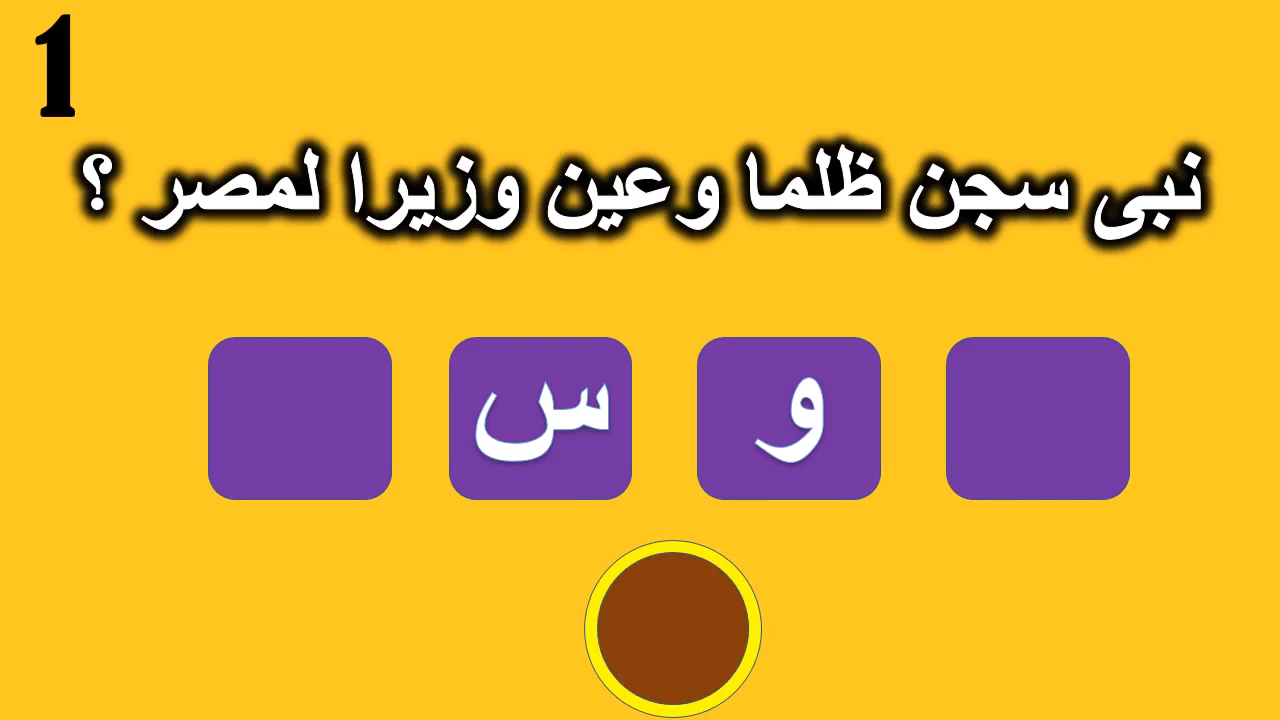 1
نبى سجن ظلما وعين وزيرا لمصر ؟
و س